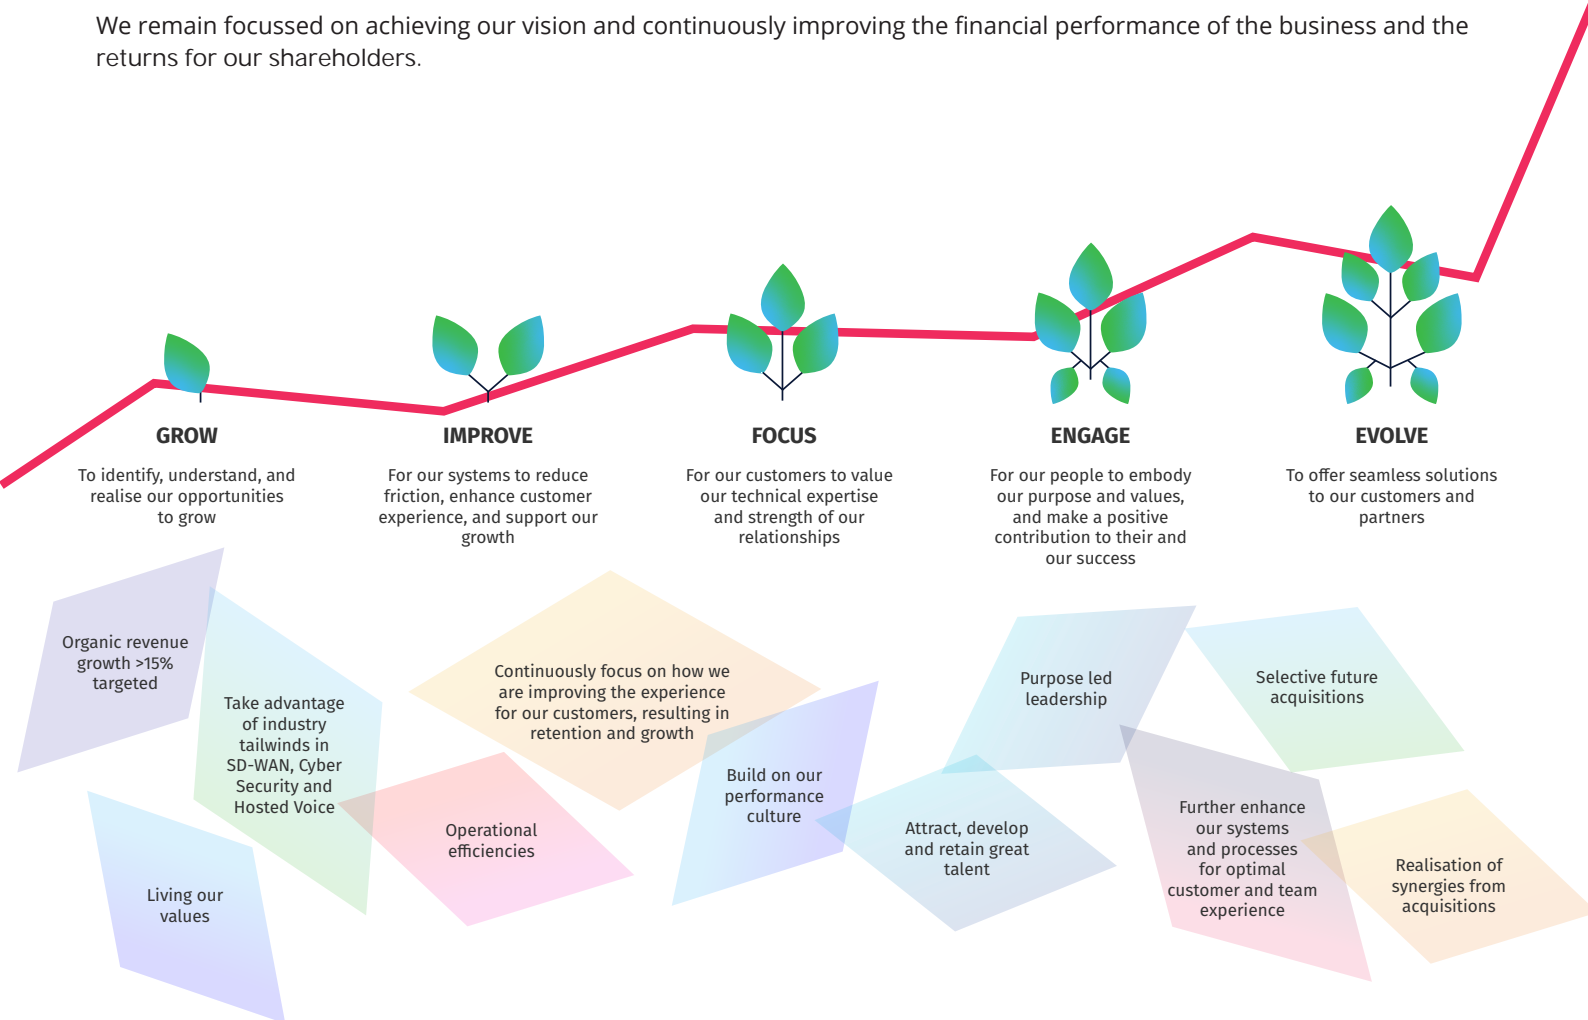 We remain focussed on achieving our vision and continuously improving the financial performance of the business and the
returns for our shareholders.
GROW
To identify, understand, and
realise our opportunities
to grow
IMPROVE
For our systems to reduce
friction, enhance customer
experience, and support our
growth
FOCUS
For our customers to value
our technical expertise
and strength of our
relationships
ENGAGE
For our people to embody
our purpose and values,
and make a positive
contribution to their and
our success
EVOLVE
To offer seamless solutions
to our customers and
partners
Organic revenue
growth >15%
targeted
Take advantage
of industry
tailwinds in
SD-WAN, Cyber
Security and
Hosted Voice
Living our
values
Continuously focus on how we
are improving the experience
for our customers, resulting in
retention and growth
Operational
efficiencies
Build on our
performance
culture
Purpose led
leadership
Attract, develop
and retain great
talent
Selective future
acquisitions
Further enhance
our systems
and processes
for optimal
customer and team
experience
Realisation of
synergies from
acquisitions